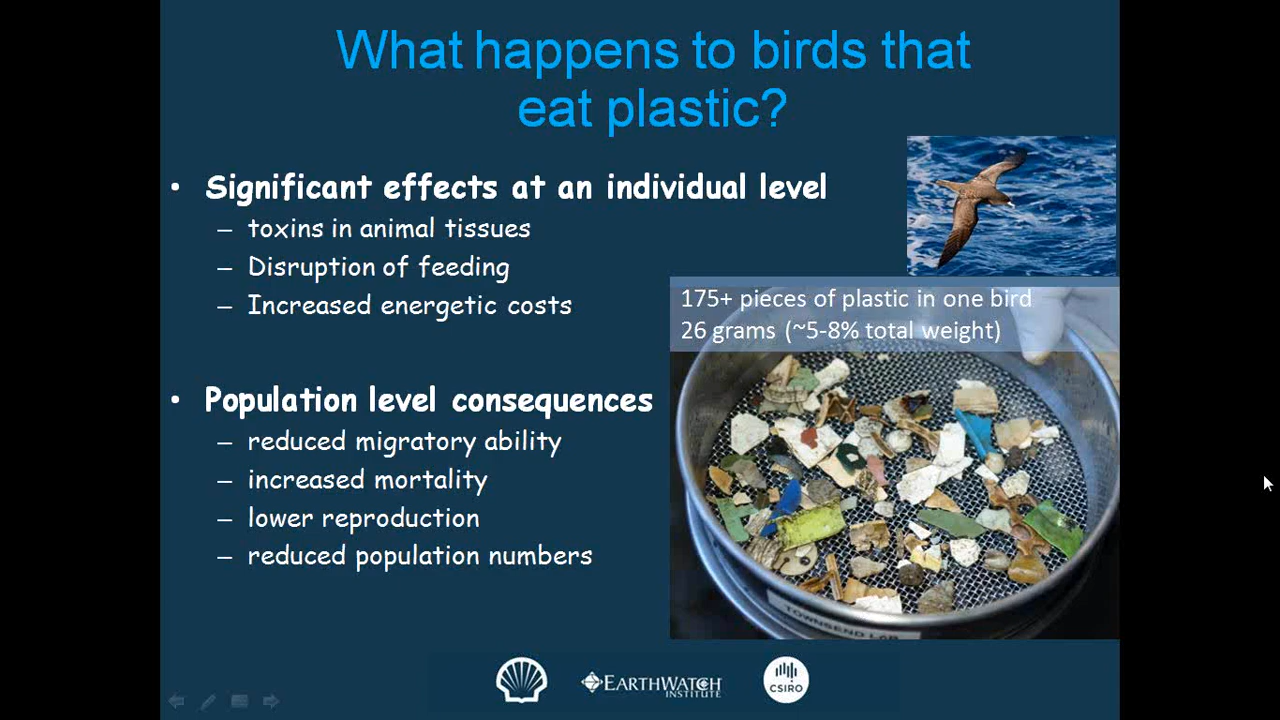 What happens to birds that
eat plastic?
• Significant effects at an individual level
– toxins in animal tissues
– Disruption of feeding
– Increased energetic costs
175+ pieces of plastic in one bird
26 grams (~5-8% total weight)
• Population level consequences
– reduced migratory ability
– increased mortality
– lower reproduction
– reduced population numbers
TOWNSEND LAB
EARTHWATCH
INSTITUTE
CSIRO